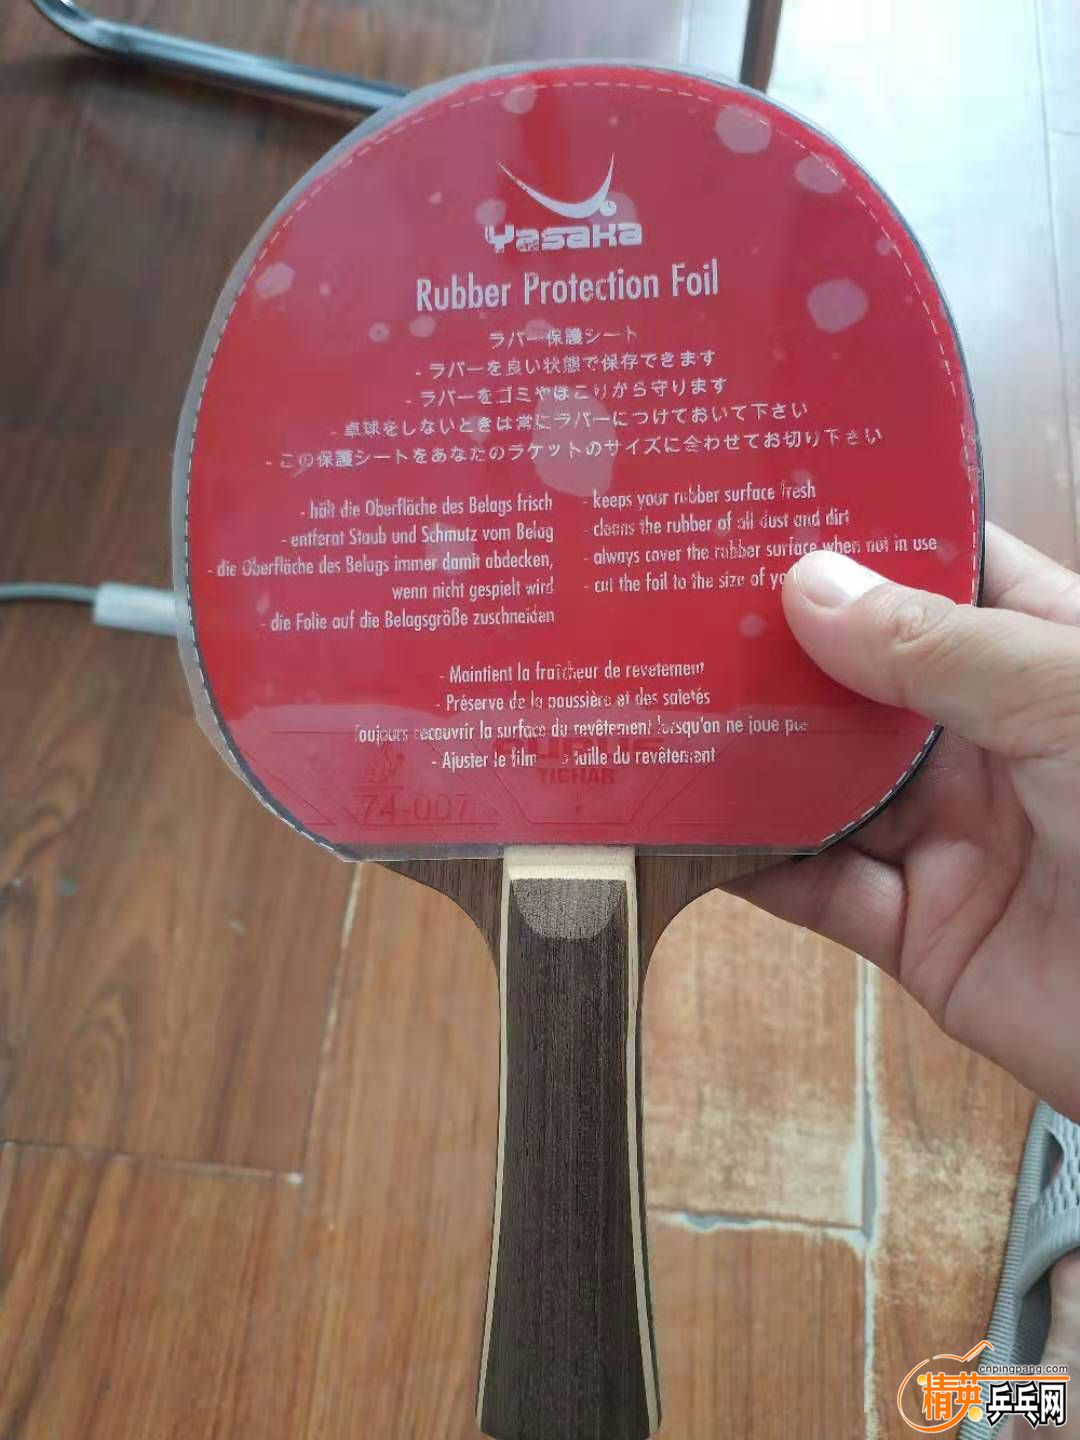 Yasaka
Rubber Protection Foil
ラバー保護シート
- ラバーを良い状態で保存できます
- ラバーをゴミやほこりから守ります
- 卓球をしないときは常にラバーにつけておいて下さい
- この保護シートをあなたのラケットのサイズに合わせてお切り下さい
- hält die Oberfläche des Belags frisch
- entfernt Staub und Schmutz vom Belag
- die Oberfläche des Belags immer damit abdecken,
wenn nicht gespielt wird
- die Folie auf die Belagsgröße zuschneiden
- keeps your rubber surface fresh
- cleans the rubber of all dust and dirt
- always cover the rubber surface when not in use
- cut the foil to the size of
- Maintient la fraîcheur de revetement
- Préserve de la poussière et des saletés
Toujours recouvrir la surface du revêtement lorsqu'on ne joue pas
- Ajuster le film taille du revêtement
TIBHAR
74-007
cnpingpang.com
精英乒乓网